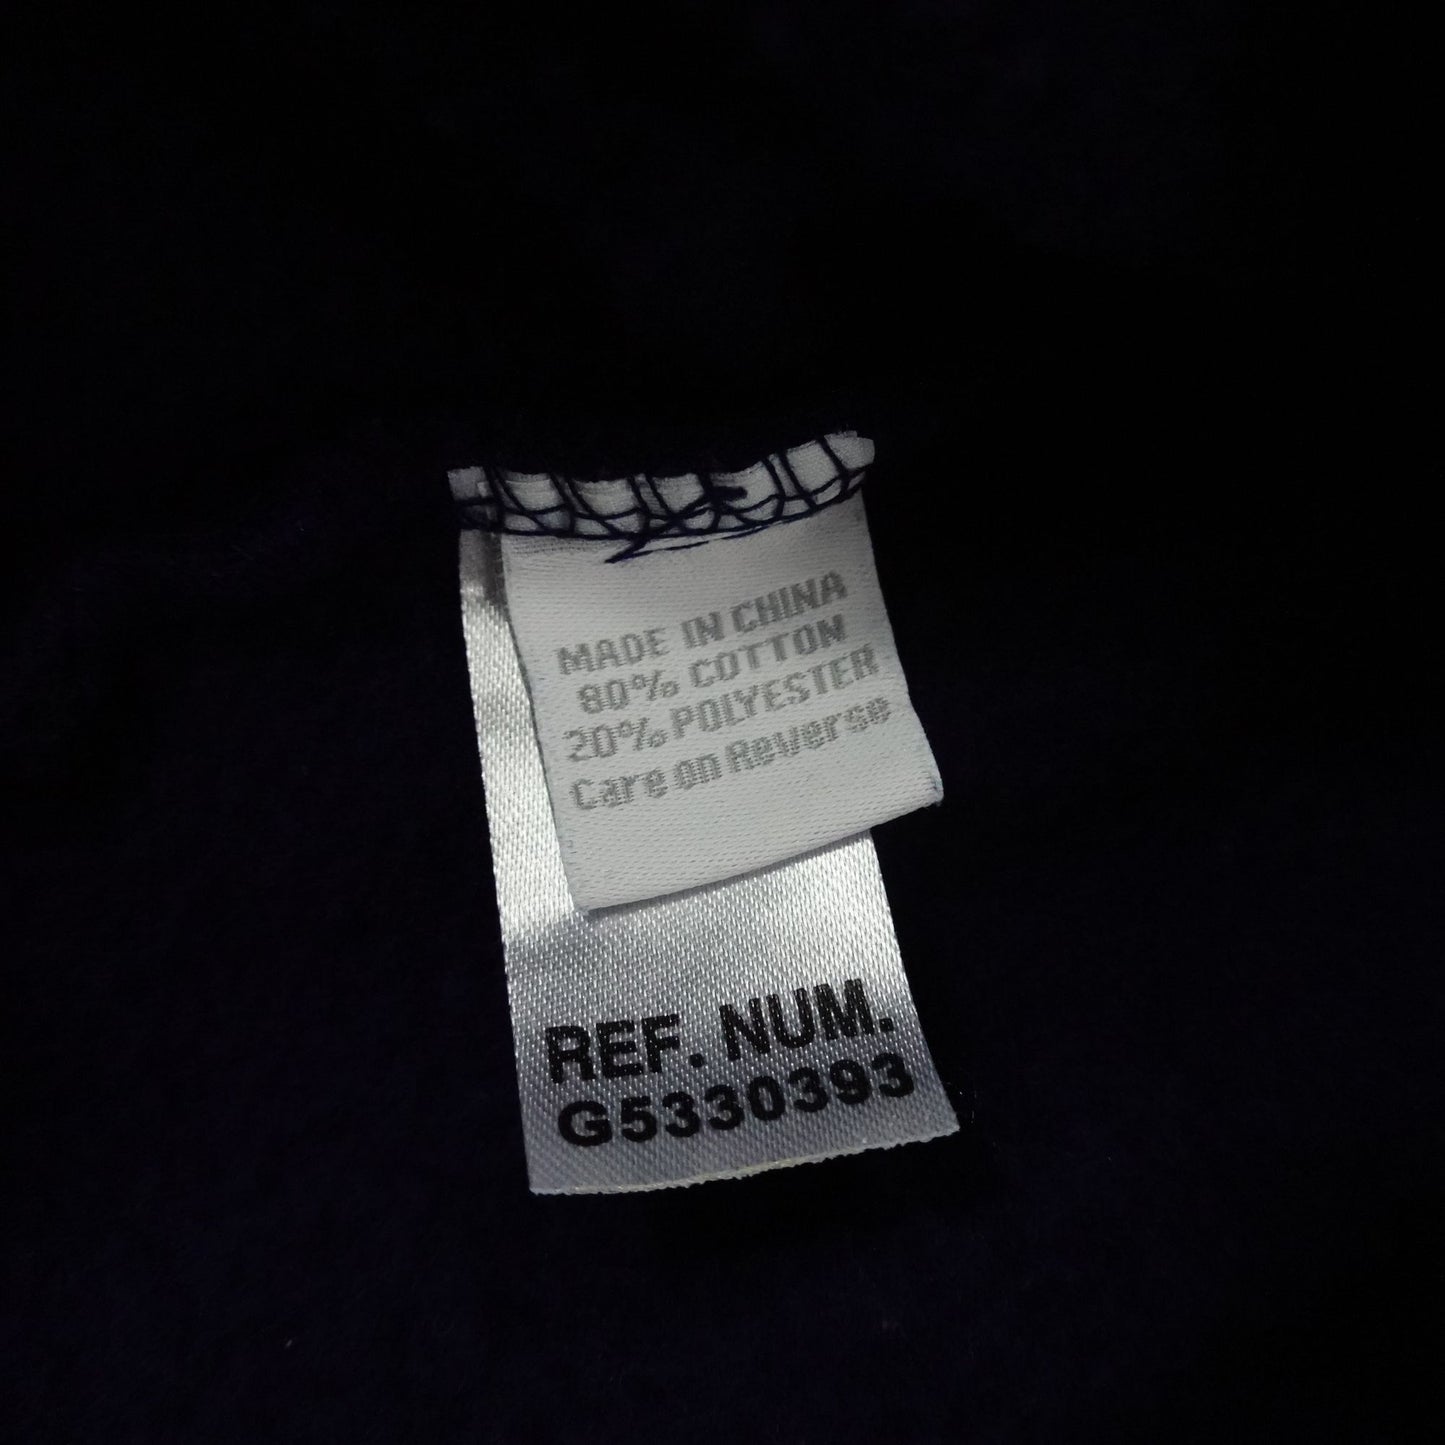 MADE IN CHINA
80% COTTON
20% POLYESTER
Care on Reverse
REF. NUM.
G5330393